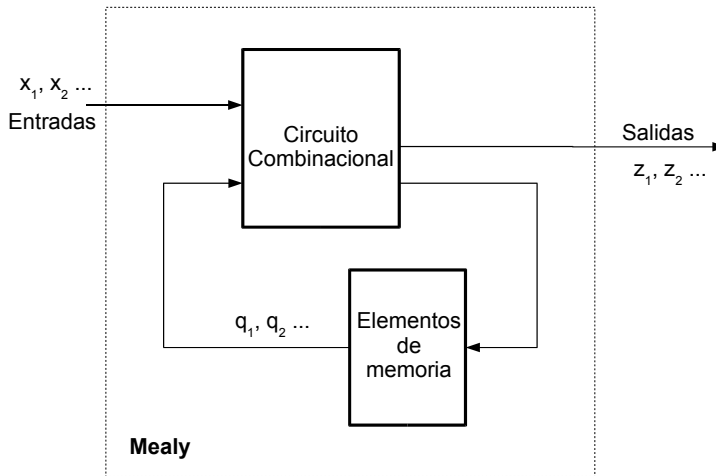 x₁, x₂ ...
Entradas
Circuito
Combinacional
Salidas
z₁, z₂ ...
q₁, q₂ ...
Elementos
de
memoria
Mealy